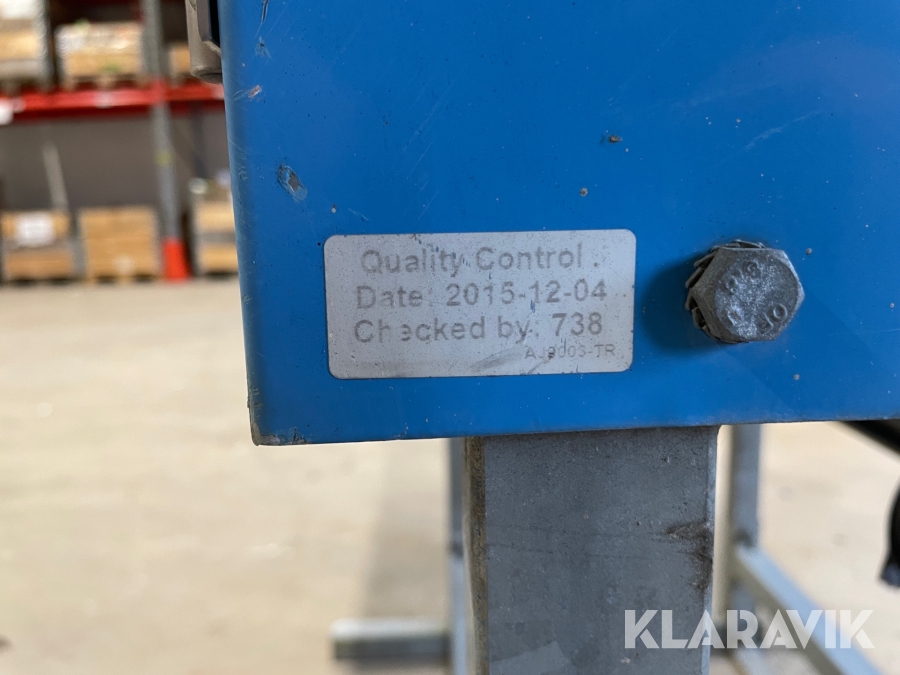 Quality Control
Date: 2015-12-04
Checked by: 738
KLARAVIK